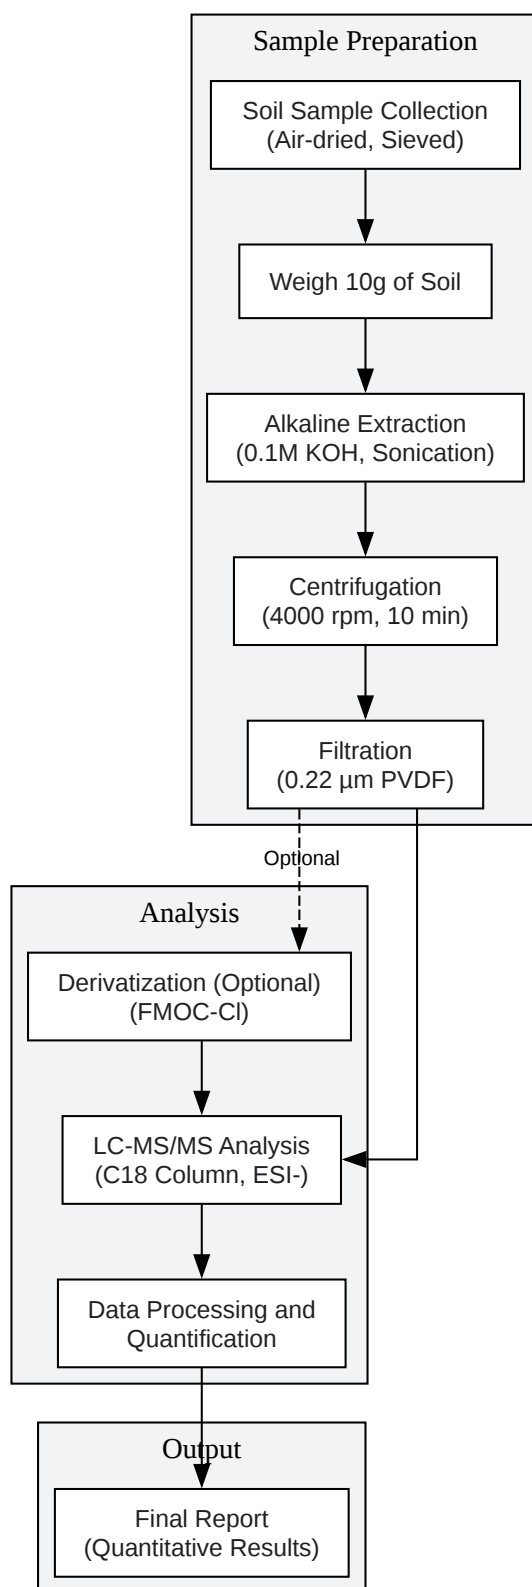 Sample Preparation
Soil Sample Collection
(Air-dried, Sieved)
Weigh 10g of Soil
Alkaline Extraction
(0.1M KOH, Sonication)
Centrifugation
(4000 rpm, 10 min)
Filtration
(0.22 µm PVDF)
Optional
Analysis
Derivatization (Optional)
(FMOC-Cl)
LC-MS/MS Analysis
(C18 Column, ESI-)
Data Processing and
Quantification
Output
Final Report
(Quantitative Results)